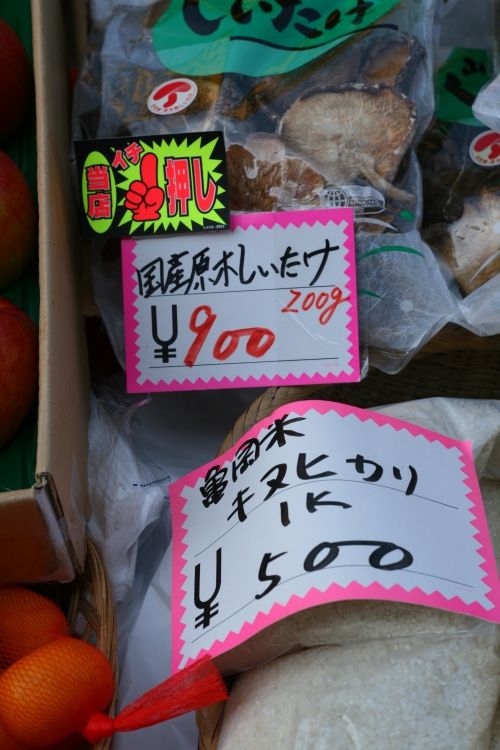 しいたけ
当店
イチ押し
国産原木しいたけ
200g
¥900
亀岡米
キヌヒカリ
1K
¥500